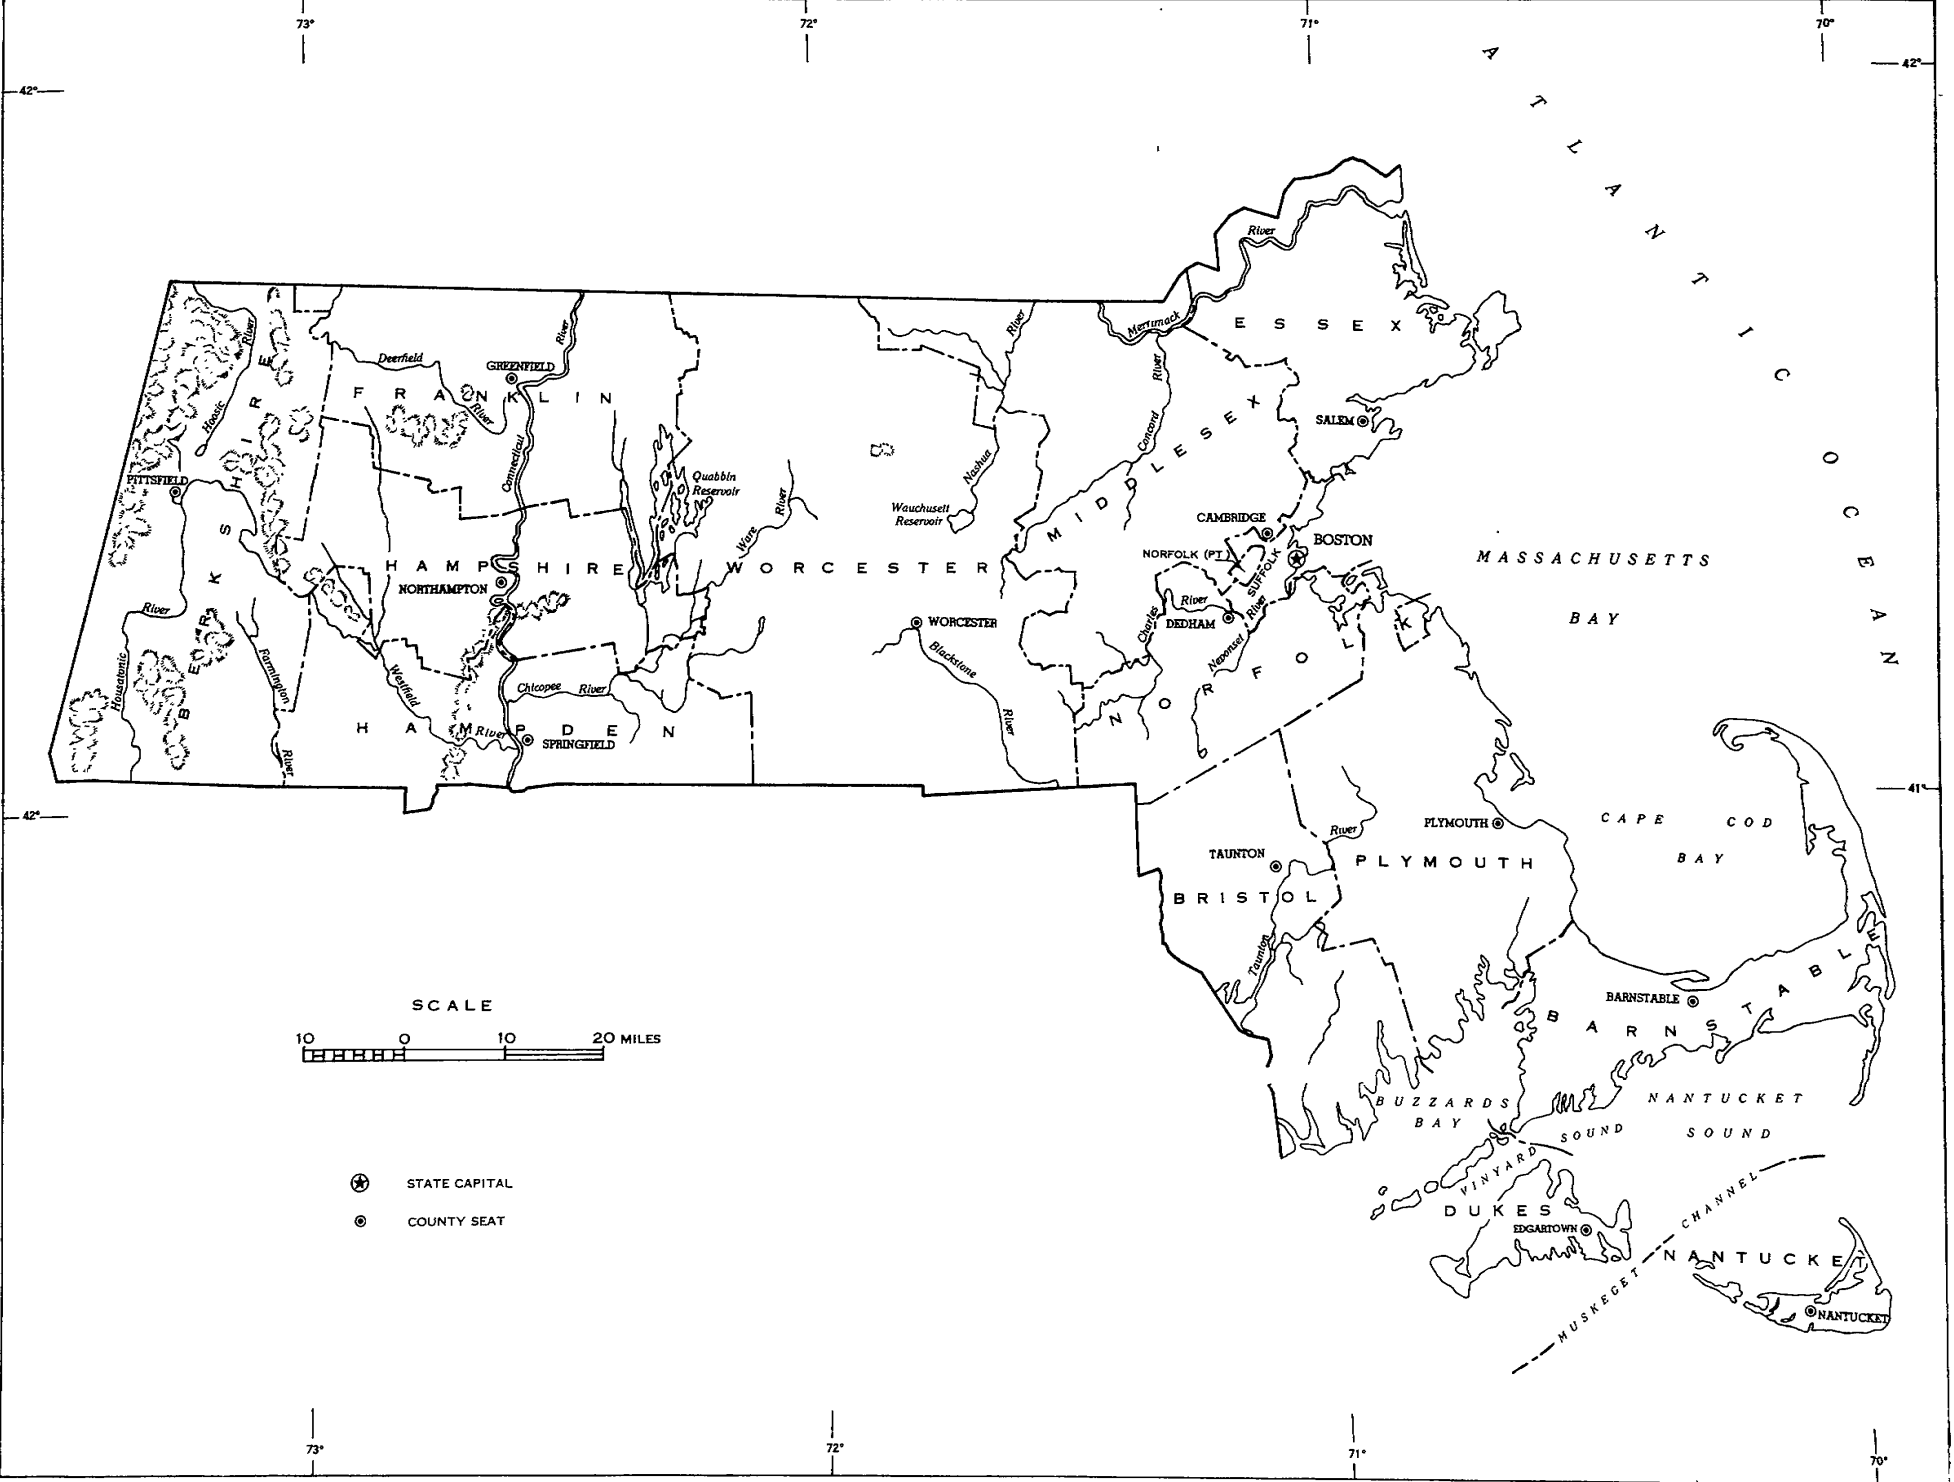 73°
72°
71°
70°
42°
42°
ATLANTIC OCEAN
River
Merrimack
ESSEX
River
Hoosic
River
Deerfield
River
GREENFIELD
River
FRANKLIN
Connectical
River
Concord
MIDDLESEX
SALEM
Nashua
PITTSFIELD
Quabbin
Reservoir
Wauchusett
Reservoir
River
Ware
CAMBRIDGE
BOSTON
NORFOLK (PT.)
SUFFOLK
MASSACHUSETTS
BAY
BERKSHIRE
HAMPSHIRE
WORCESTER
NORTHAMPTON
River
Housatonic
Farmington
River
Westfield
River
WORCESTER
Blackstone
River
Charles
River
DEDHAM
Neponset
River
NORFOLK
Chicopee River
HAMPDEN
SPRINGFIELD
42°
41°
PLYMOUTH
CAPE COD
BAY
TAUNTON
River
PLYMOUTH
BRISTOL
Taunton
BARNSTABLE
BARNSTABLE
SCALE
10 0 10 20 MILES
BUZZARDS
BAY
NANTUCKET
SOUND
VINYARD
SOUND
STATE CAPITAL
COUNTY SEAT
DUKES
EDGARTOWN
MUSKEGET CHANNEL
NANTUCKET
NANTUCKET
73°
72°
71°
70°